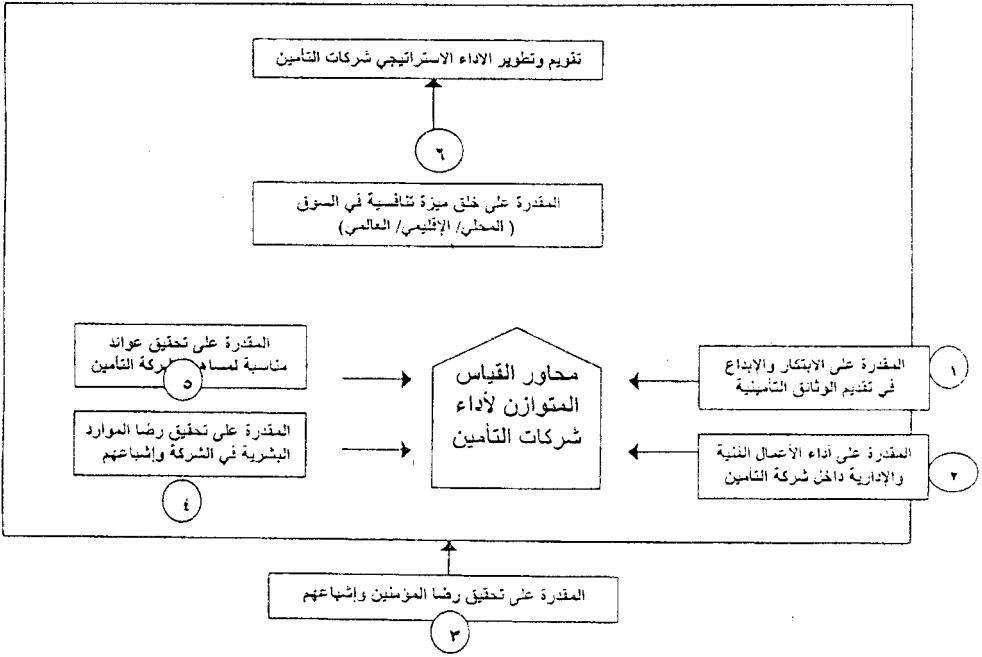 تقويم وتطوير الاداء الاستراتيجي شركات التأمين
٦
المقدرة على خلق ميزة تنافسية في السوق
( المحلي/ الإقليمي/ العالمي)
المقدرة على الابتكار والإبداع
في تقديم الوثائق التأمينية
١
محاور القياس
المتوازن لأداء
شركات التأمين
المقدرة على تحقيق عوائد
مناسبة التأمين
٥
المقدرة على أداء الأعمال الفنية
والإدارية داخل شركة التأمين
٢
المقدرة على تحقيق رضا الموارد
البشرية في الشركة وإشباعهم
٤
المقدرة على تحقيق رضا المؤمنين وإشباعهم
٣